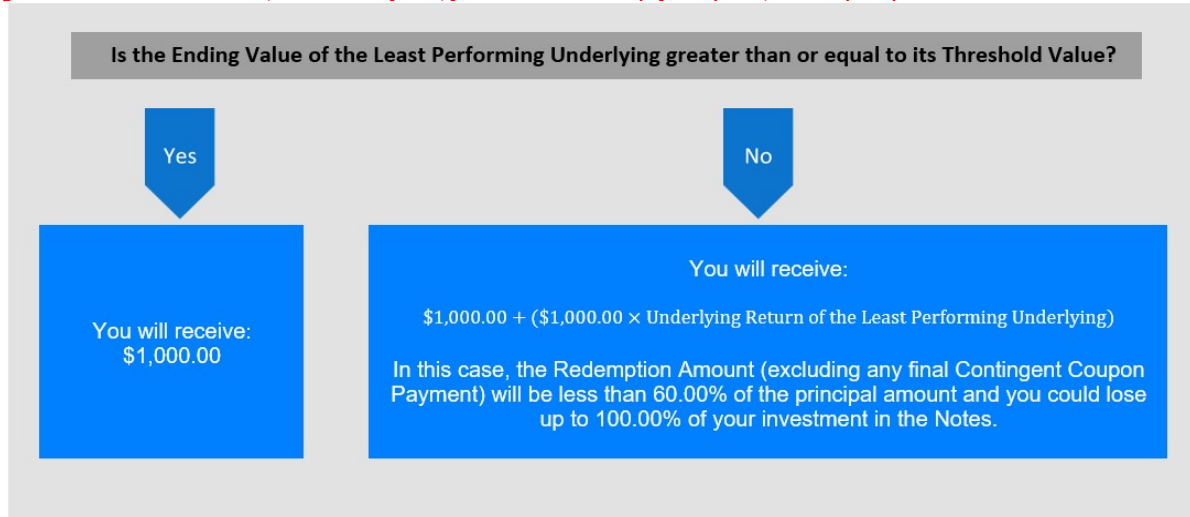 Is the Ending Value of the Least Performing Underlying greater than or equal to its Threshold Value?
Yes
No
You will receive:
$1,000.00
You will receive:
$1,000.00 + ($1,000.00 × Underlying Return of the Least Performing Underlying)
In this case, the Redemption Amount (excluding any final Contingent Coupon
Payment) will be less than 60.00% of the principal amount and you could lose
up to 100.00% of your investment in the Notes.